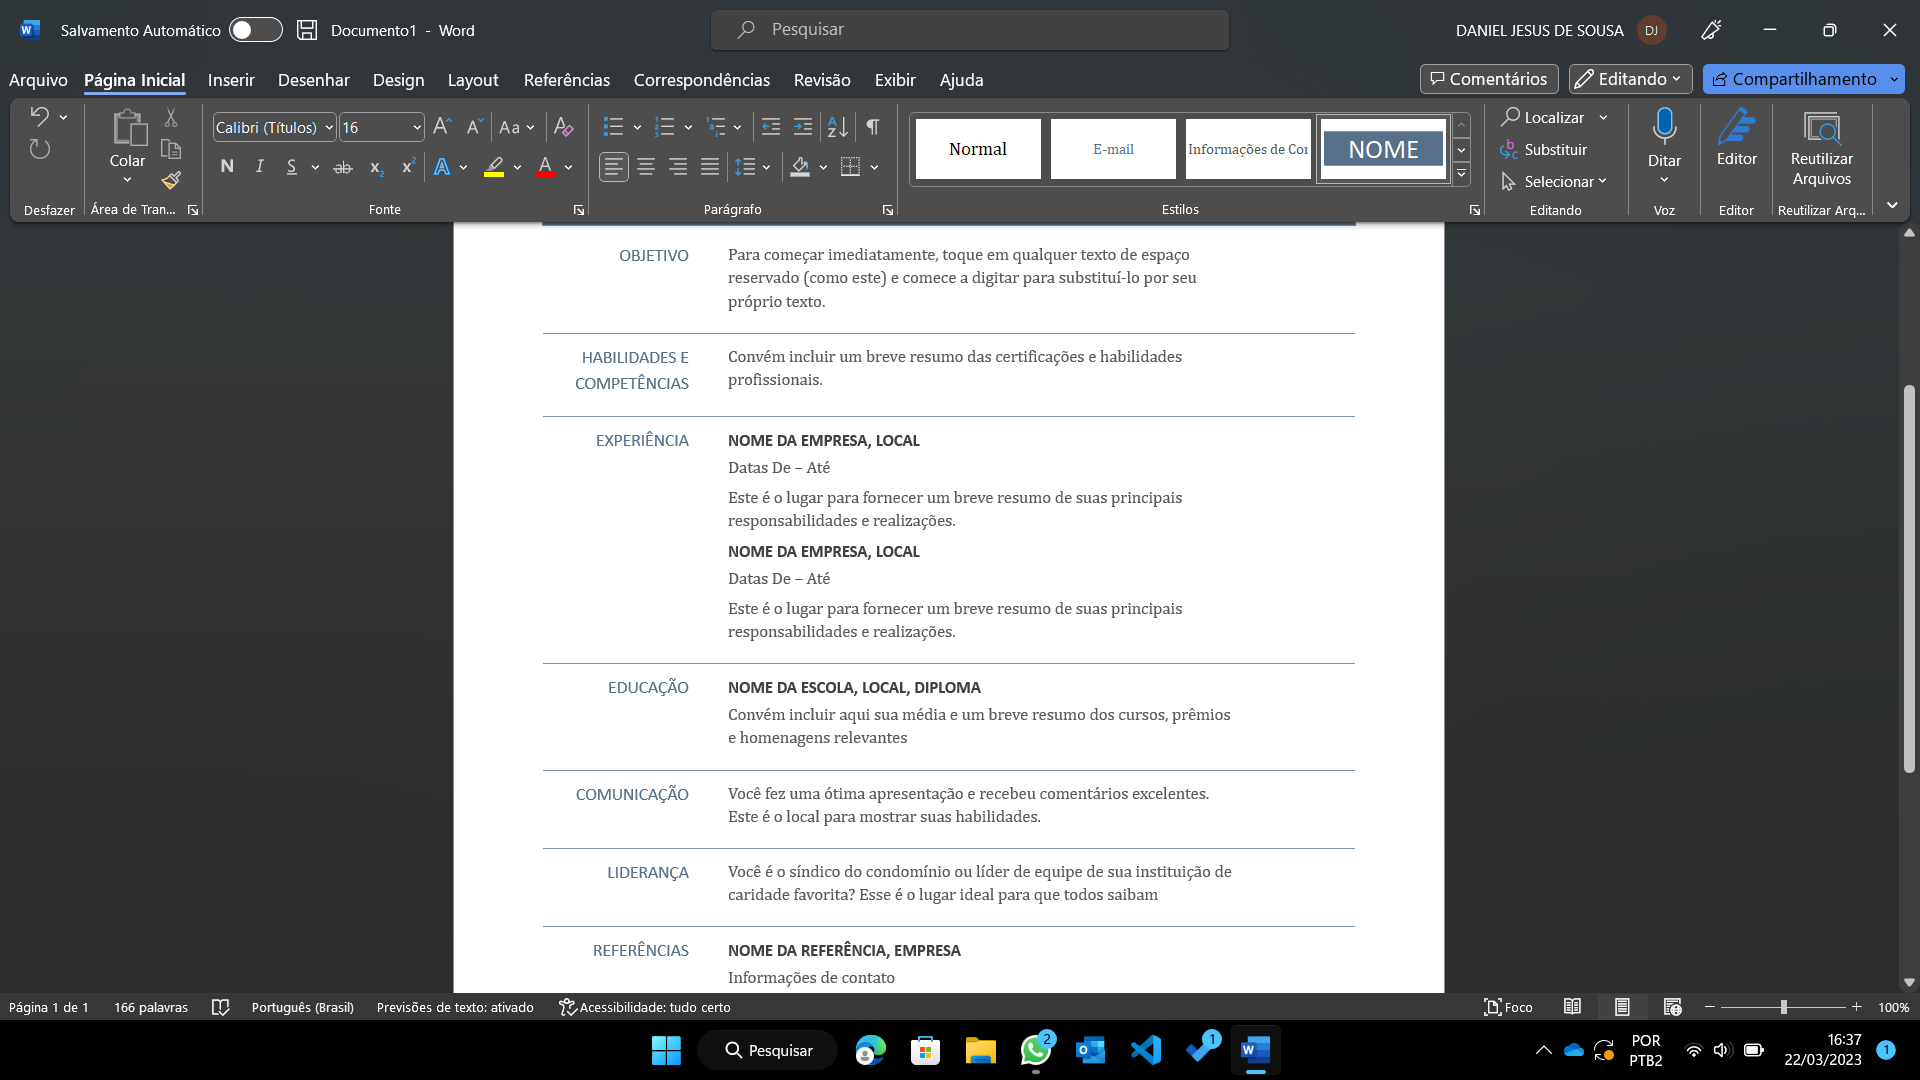 Salvamento Automático
Documento1 - Word
Pesquisar
DANIEL JESUS DE SOUSA
DJ
Arquivo Página Inicial Inserir Desenhar Design Layout Referências Correspondências Revisão Exibir Ajuda
Comentários
Editando
Compartilhamento
Desfazer
Colar
Área de Tran...
Calibri (Títulos)
16
N I S ab x₂ x² A A
Aa
Fonte
Parágrafo
Normal
E-mail
Informações de Cor
NOME
Estilos
Localizar
Substituir
Selecionar
Editando
Ditar
Voz
Editor
Editor
Reutilizar
Arquivos
Reutilizar Arq...
OBJETIVO
Para começar imediatamente, toque em qualquer texto de espaço
reservado (como este) e comece a digitar para substituí-lo por seu
próprio texto.
HABILIDADES E
COMPETÊNCIAS
Convém incluir um breve resumo das certificações e habilidades
profissionais.
EXPERIÊNCIA
NOME DA EMPRESA, LOCAL
Datas De – Até
Este é o lugar para fornecer um breve resumo de suas principais
responsabilidades e realizações.
NOME DA EMPRESA, LOCAL
Datas De – Até
Este é o lugar para fornecer um breve resumo de suas principais
responsabilidades e realizações.
EDUCAÇÃO
NOME DA ESCOLA, LOCAL, DIPLOMA
Convém incluir aqui sua média e um breve resumo dos cursos, prêmios
e homenagens relevantes
COMUNICAÇÃO
Você fez uma ótima apresentação e recebeu comentários excelentes.
Este é o local para mostrar suas habilidades.
LIDERANÇA
Você é o síndico do condomínio ou líder de equipe de sua instituição de
caridade favorita? Esse é o lugar ideal para que todos saibam
REFERÊNCIAS
NOME DA REFERÊNCIA, EMPRESA
Informações de contato
Página 1 de 1
166 palavras
Português (Brasil)
Previsões de texto: ativado
Acessibilidade: tudo certo
Foco
100%
Pesquisar
2
1
POR
PTB2
16:37
22/03/2023
1